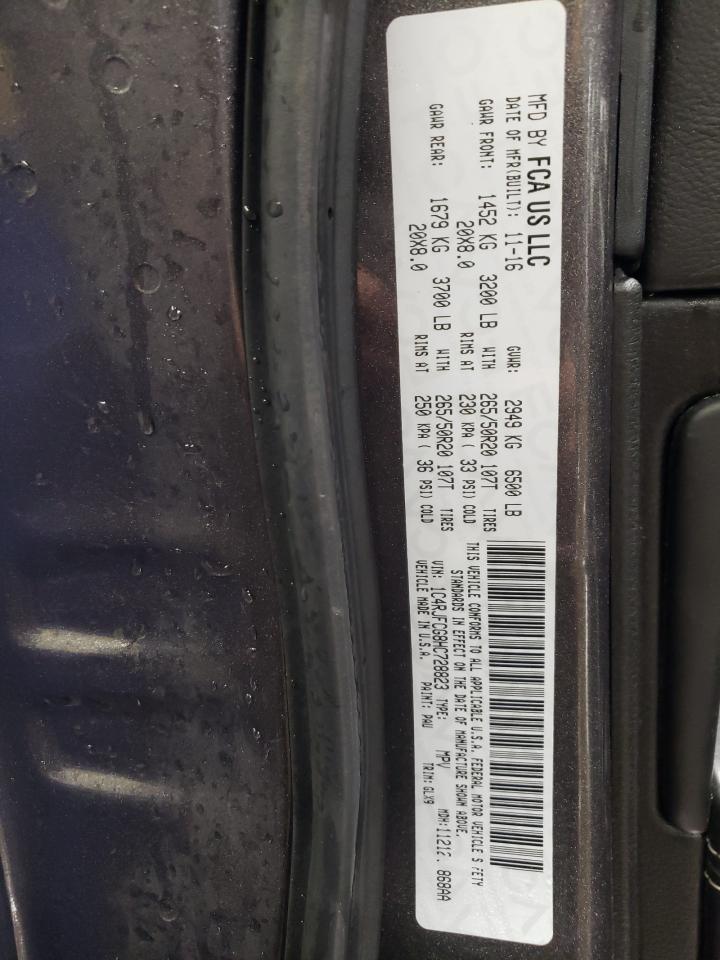 MFD BY FCA US LLC
DATE OF MFR(BUILT): 11-16 GVWR: 2949 KG 6500 LB
GAWR FRONT: 1452 KG 3200 LB WITH 265/50R20 107T TIRES
20X8.0 RIMS AT 230 KPA ( 33 PSI) COLD
GAWR REAR: 1679 KG 3700 LB WITH 265/50R20 107T TIRES
20X8.0 RIMS AT 250 KPA ( 36 PSI) COLD
THIS VEHICLE CONFORMS TO ALL APPLICABLE U.S.A. FEDERAL MOTOR VEHICLE S FETY
STANDARDS IN EFFECT ON THE DATE OF MANUFACTURE SHOWN ABOVE.
VIN: 1C4RJFCG8HC728823 TYPE: MPV MDH:11212. 868AA
VEHICLE MADE IN U.S.A. PAINT: PAU TRIM: GLX9